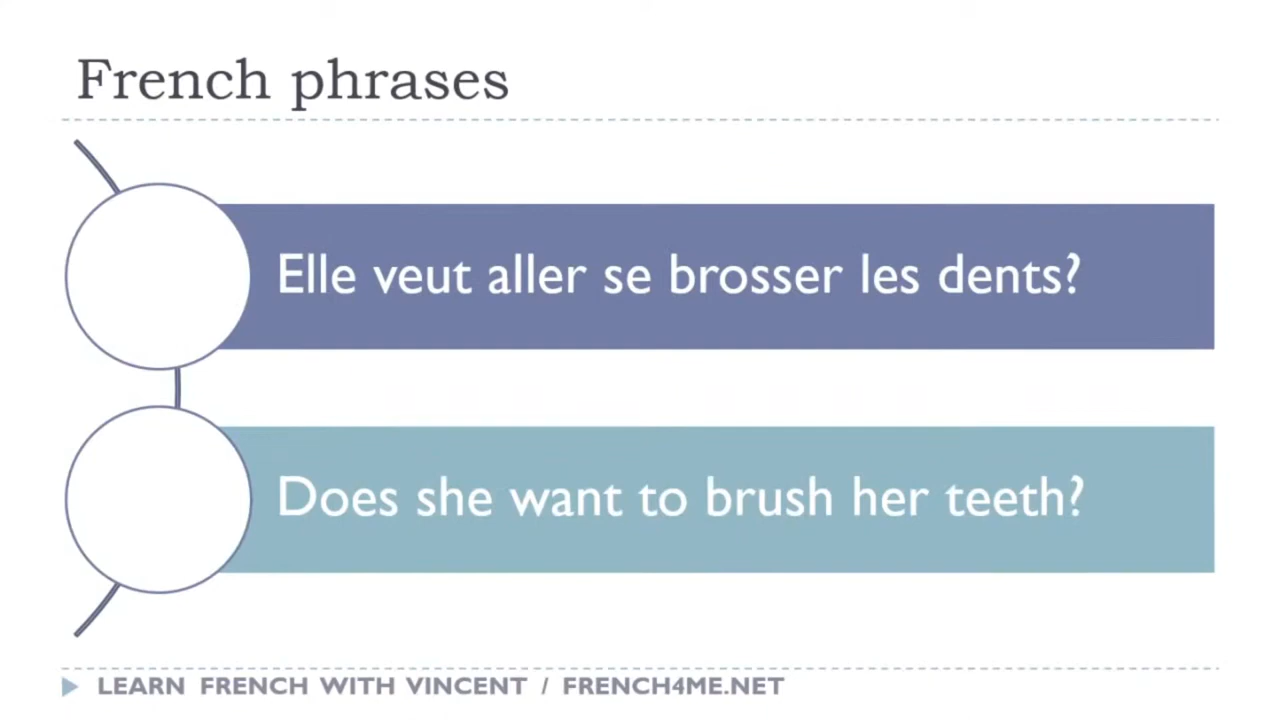 French phrases
Elle veut aller se brosser les dents?
Does she want to brush her teeth?
LEARN FRENCH WITH VINCENT / FRENCH4ME.NET